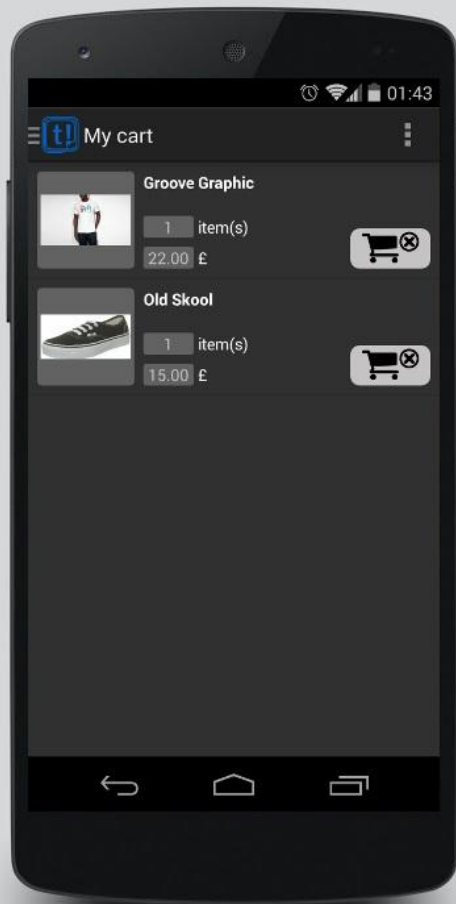 01:43
t! My cart
Groove Graphic
1 item(s)
22.00 £
Old Skool
1 item(s)
15.00 £